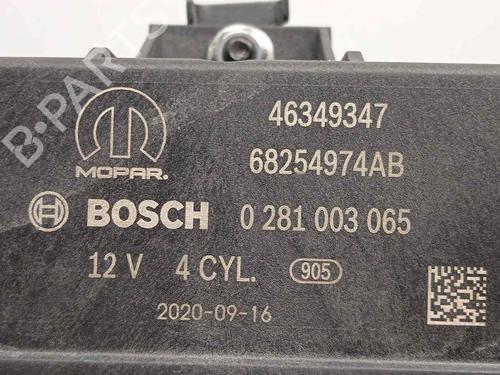 B-PARTS
46349347
MOPAR.
68254974AB
BOSCH 0 281 003 065
12 V 4 CYL. 905
2020-09-16